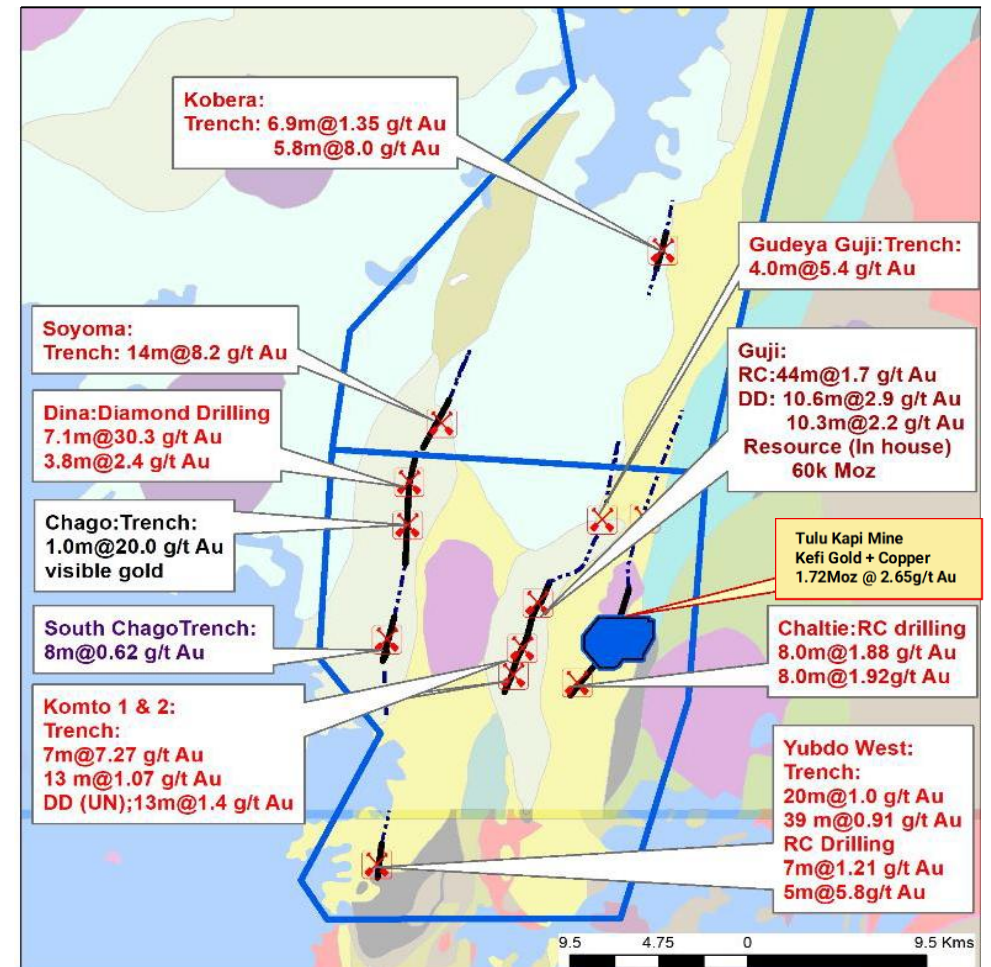 Kobera:
Trench: 6.9m@1.35 g/t Au
5.8m@8.0 g/t Au
Gudeya Guji:Trench:
4.0m@5.4 g/t Au
Soyoma:
Trench: 14m@8.2 g/t Au
Guji:
RC:44m@1.7 g/t Au
DD: 10.6m@2.9 g/t Au
10.3m@2.2 g/t Au
Resource (In house)
60k Moz
Dina:Diamond Drilling
7.1m@30.3 g/t Au
3.8m@2.4 g/t Au
Chago:Trench:
1.0m@20.0 g/t Au
visible gold
Tulu Kapi Mine
Kefi Gold + Copper
1.72Moz @ 2.65g/t Au
South ChagoTrench:
8m@0.62 g/t Au
Chaltie:RC drilling
8.0m@1.88 g/t Au
8.0m@1.92g/t Au
Komto 1 & 2:
Trench:
7m@7.27 g/t Au
13 m@1.07 g/t Au
DD (UN);13m@1.4 g/t Au
Yubdo West:
Trench:
20m@1.0 g/t Au
39 m@0.91 g/t Au
RC Drilling
7m@1.21 g/t Au
5m@5.8g/t Au
9.5 4.75 0 9.5 Kms